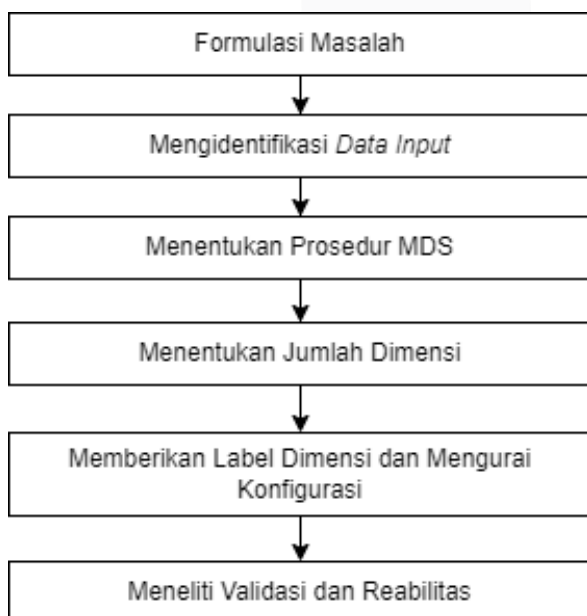 Formulasi Masalah
Mengidentifikasi Data Input
Menentukan Prosedur MDS
Menentukan Jumlah Dimensi
Memberikan Label Dimensi dan Mengurai
Konfigurasi
Meneliti Validasi dan Reabilitas